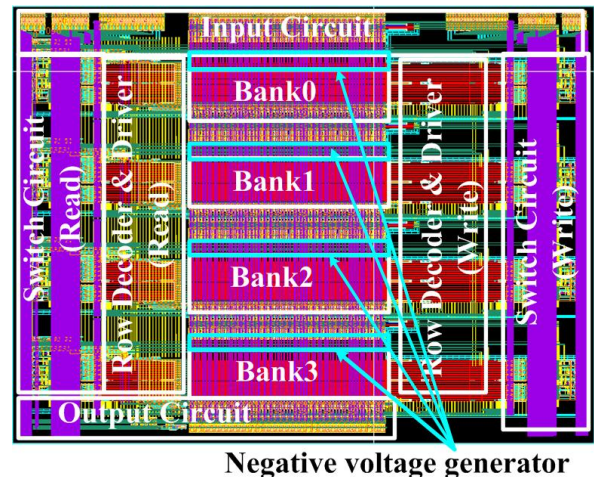 Input Circuit
Switch Circuit
(Read)
Row Decoder & Driver
(Read)
Bank0
Bank1
Bank2
Bank3
Row Decoder & Driver
(Write)
Switch Circuit
(Write)
Output Circuit
Negative voltage generator